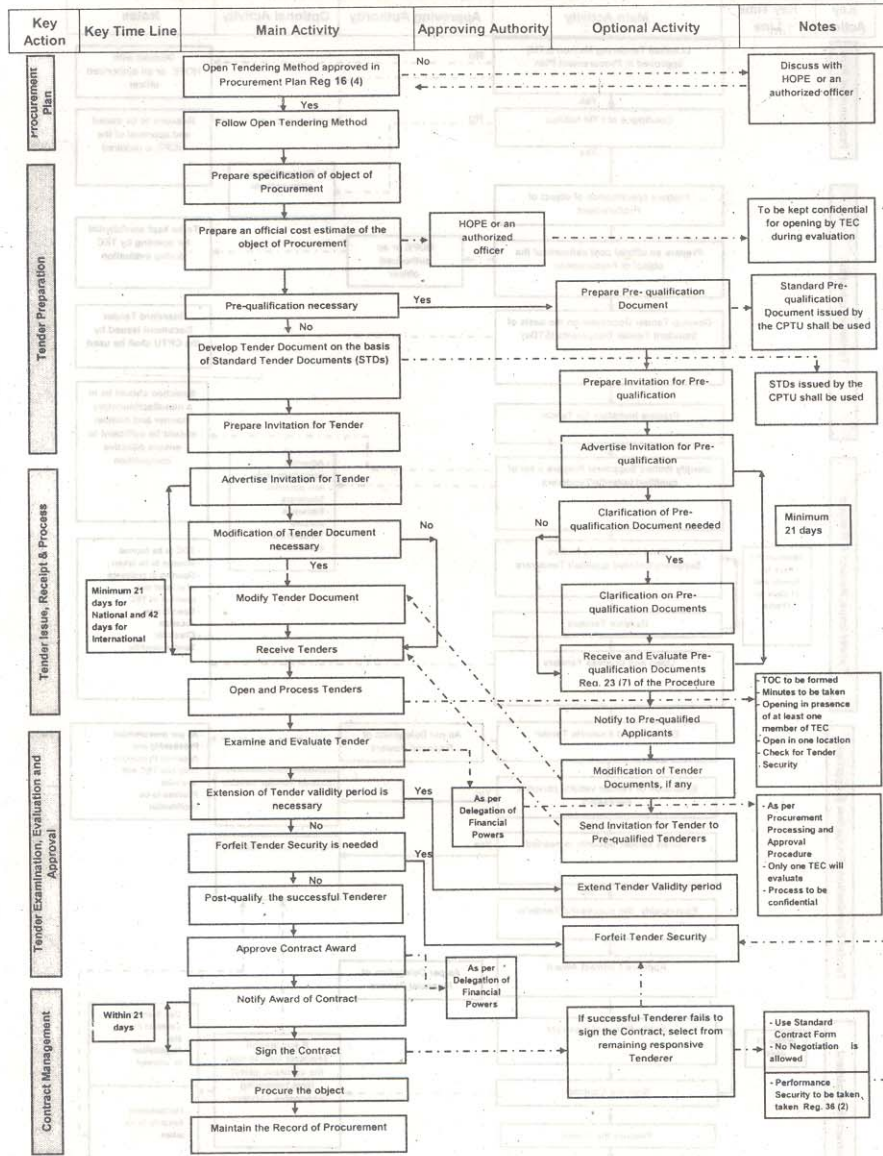 Key Action
Key Time Line
Main Activity
Approving Authority
Optional Activity
Notes
Procurement Plan
Open Tendering Method approved in
Procurement Plan Reg 16 (4)
No
Discuss with
HOPE or an
authorized officer
Yes
Follow Open Tendering Method
Tender Preparation
Prepare specification of object of
Procurement
Prepare an official cost estimate of the
object of Procurement
HOPE or an
authorized
officer
To be kept confidential
for opening by TEC
during evaluation
Pre-qualification necessary
Yes
Prepare Pre- qualification
Document
Standard Pre-
qualification
Document issued by
the CPTU shall be used
No
Develop Tender Document on the basis
of Standard Tender Documents (STDs)
STDs issued by the
CPTU shall be used
Prepare Invitation for Pre-
qualification
Prepare Invitation for Tender
Advertise Invitation for Pre-
qualification
Tender Issue, Receipt & Process
Advertise Invitation for Tender
Minimum 21
days for
National and 42
days for
International
Modification of Tender Document
necessary
No
Yes
Modify Tender Document
Receive Tenders
Open and Process Tenders
No
Clarification of Pre-
qualification Document needed
Minimum
21 days
Yes
Clarification on Pre-
qualification Documents
Receive and Evaluate Pre-
qualification Documents
Reg. 23 (7) of the Procedure
- TOC to be formed
- Minutes to be taken
- Opening in presence
of at least one
member of TEC
- Open in one location
- Check for Tender
Security
Notify to Pre-qualified
Applicants
Modification of Tender
Documents, if any
Send Invitation for Tender to
Pre-qualified Tenderers
Tender Examination, Evaluation and
Approval
Examine and Evaluate Tender
As per
Delegation of
Financial
Powers
- As per
Procurement
Processing and
Approval
Procedure
- Only one TEC will
evaluate
- Process to be
confidential
Extension of Tender validity period is
necessary
Yes
No
Extend Tender Validity period
Forfeit Tender Security is needed
Yes
No
Forfeit Tender Security
Post-qualify the successful Tenderer
Approve Contract Award
As per
Delegation of
Financial
Powers
Contract Management
Within 21
days
Notify Award of Contract
Sign the Contract
If successful Tenderer fails to
sign the Contract, select from
remaining responsive
Tenderer
- Use Standard
Contract Form
- No Negotiation is
allowed
- Performance
Security to be taken,
taken Reg. 36 (2)
Procure the object
Maintain the Record of Procurement